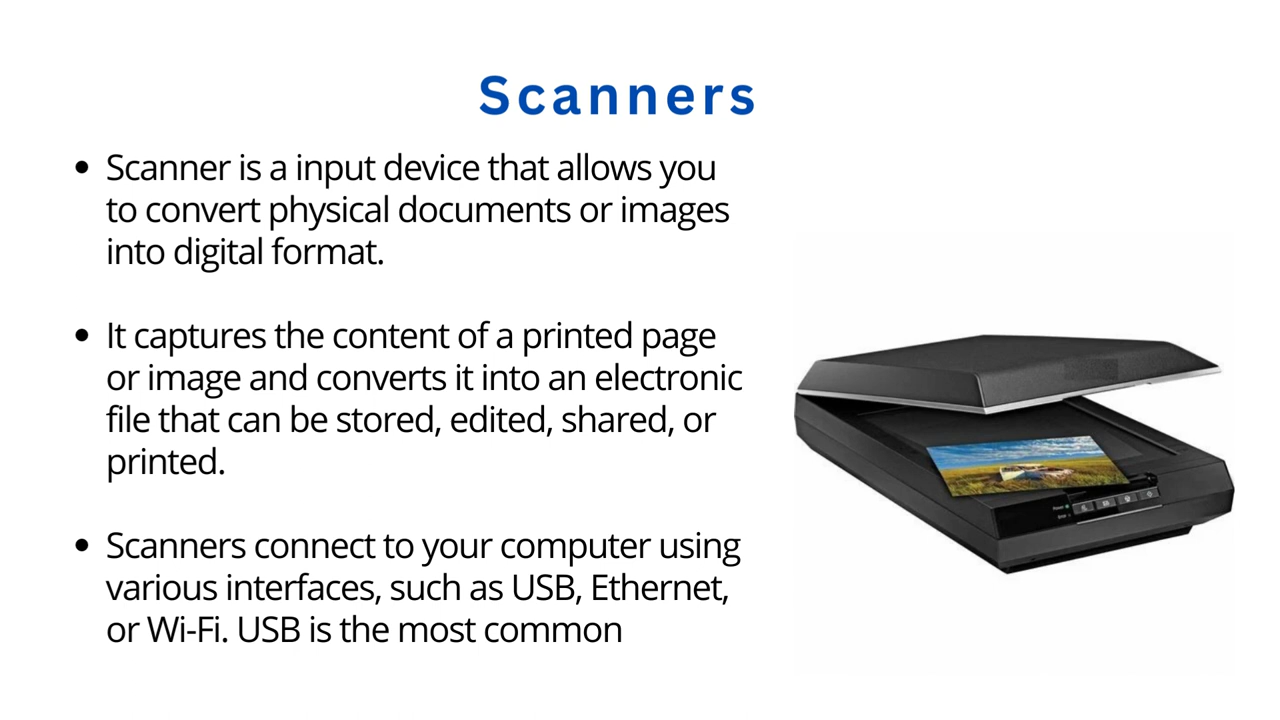 Scanners
• Scanner is a input device that allows you
to convert physical documents or images
into digital format.
• It captures the content of a printed page
or image and converts it into an electronic
file that can be stored, edited, shared, or
printed.
• Scanners connect to your computer using
various interfaces, such as USB, Ethernet,
or Wi-Fi. USB is the most common